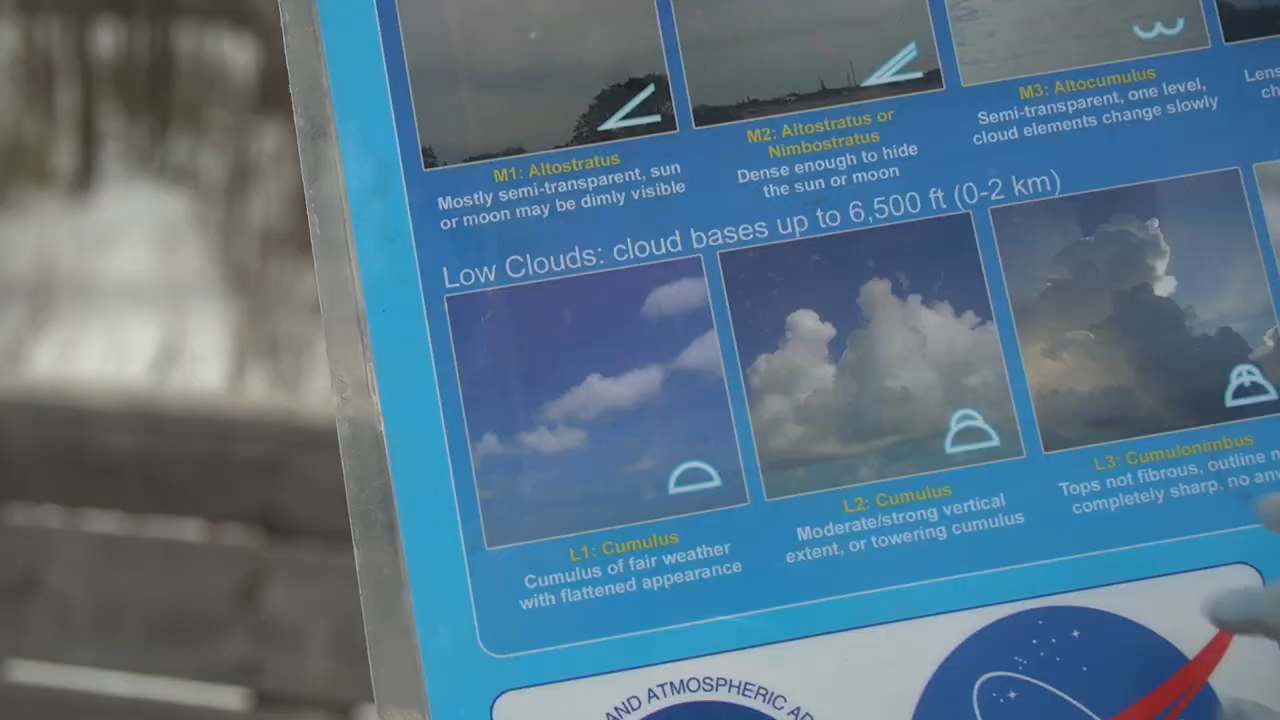 M1: Altostratus
Mostly semi-transparent, sun
or moon may be dimly visible
M2: Altostratus or
Nimbostratus
Dense enough to hide
the sun or moon
M3: Altocumulus
Semi-transparent, one level,
cloud elements change slowly
Low Clouds: cloud bases up to 6,500 ft (0-2 km)
L1: Cumulus
Cumulus of fair weather
with flattened appearance
L2: Cumulus
Moderate/strong vertical
extent, or towering cumulus
L3: Cumulonimbus
Tops not fibrous, outline
completely sharp, no
AND ATMOSPHERIC